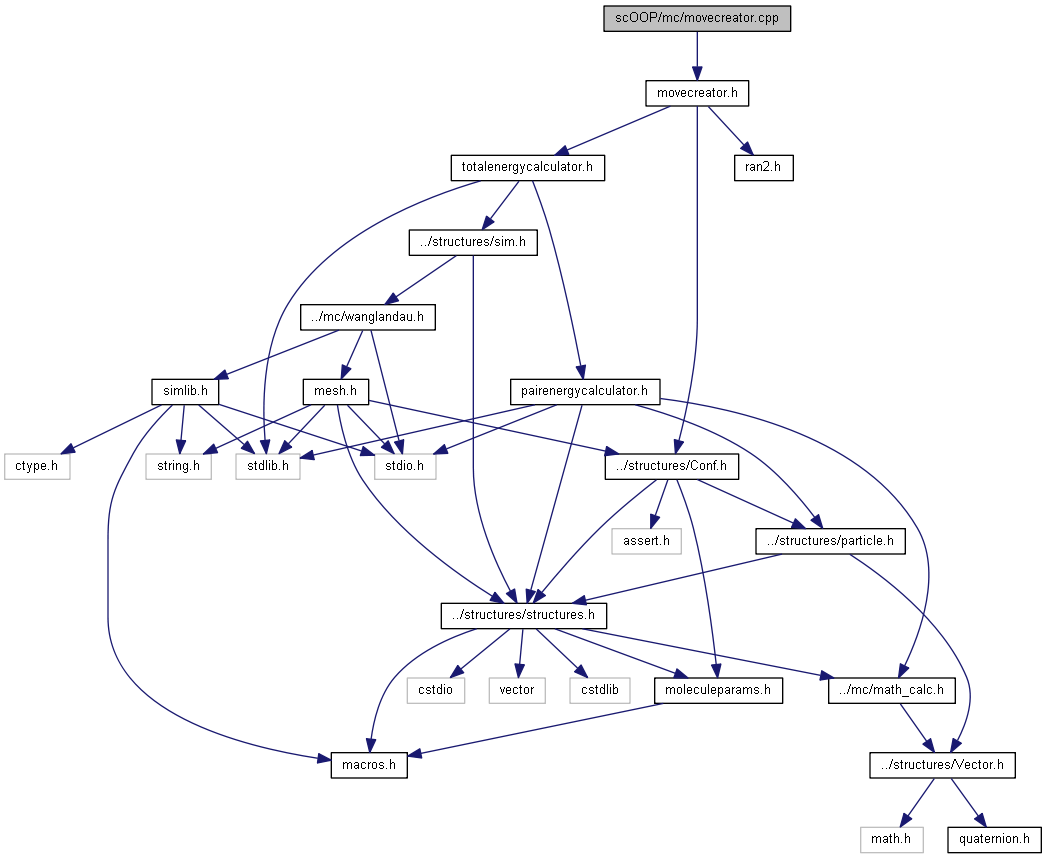 scOOP/mc/movecreator.cpp
movecreator.h
totalenergycalculator.h
ran2.h
../structures/sim.h
../mc/wanglandau.h
simlib.h
mesh.h
pairenergycalculator.h
ctype.h
string.h
stdlib.h
stdio.h
../structures/Conf.h
assert.h
../structures/particle.h
../structures/structures.h
cstdio
vector
cstdlib
moleculeparams.h
../mc/math_calc.h
macros.h
../structures/Vector.h
math.h
quaternion.h